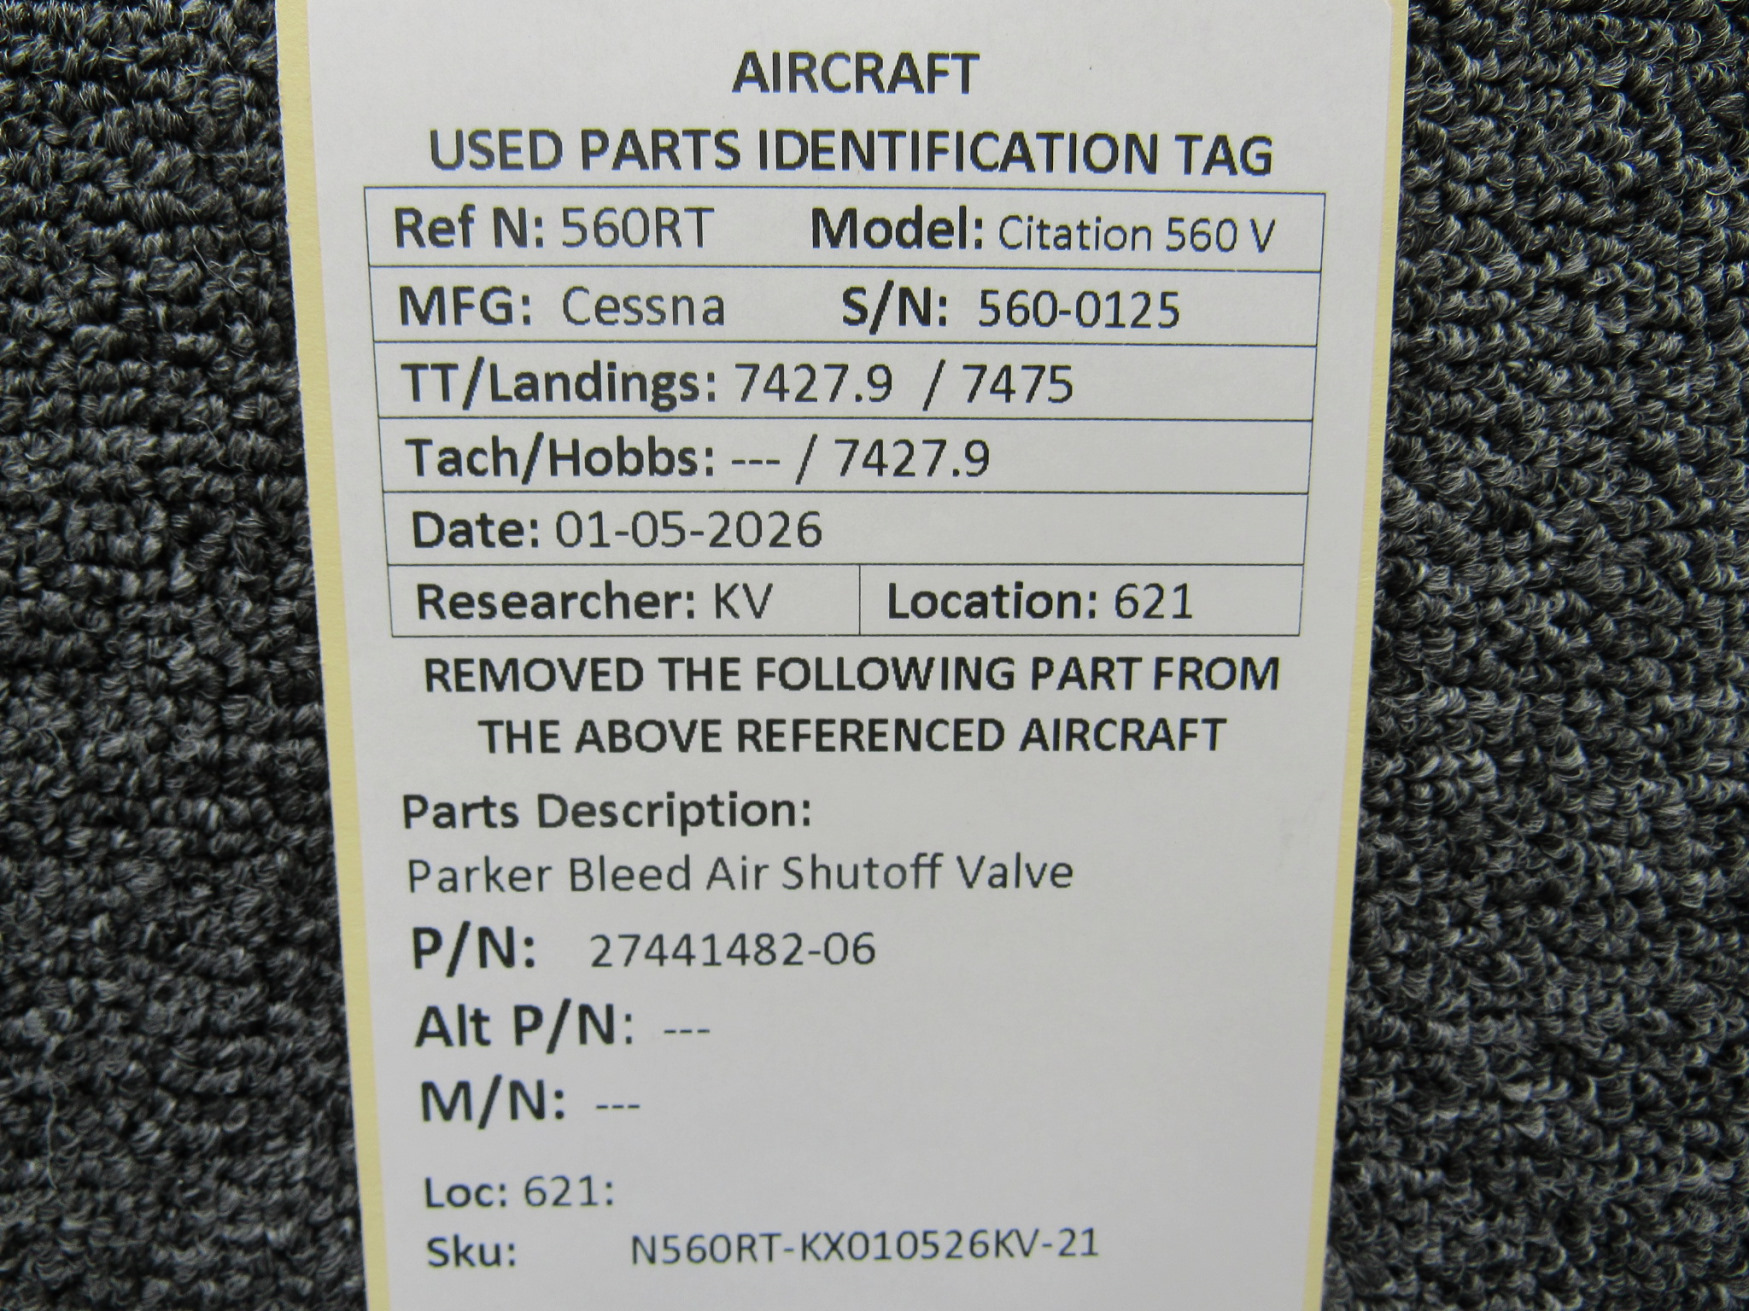 AIRCRAFT
USED PARTS IDENTIFICATION TAG
Ref N: 560RT Model: Citation 560 V
MFG: Cessna S/N: 560-0125
TT/Landings: 7427.9 / 7475
Tach/Hobbs: --- / 7427.9
Date: 01-05-2026
Researcher: KV Location: 621
REMOVED THE FOLLOWING PART FROM
THE ABOVE REFERENCED AIRCRAFT
Parts Description:
Parker Bleed Air Shutoff Valve
P/N: 27441482-06
Alt P/N: ---
M/N: ---
Loc: 621:
Sku: N560RT-KX010526KV-21